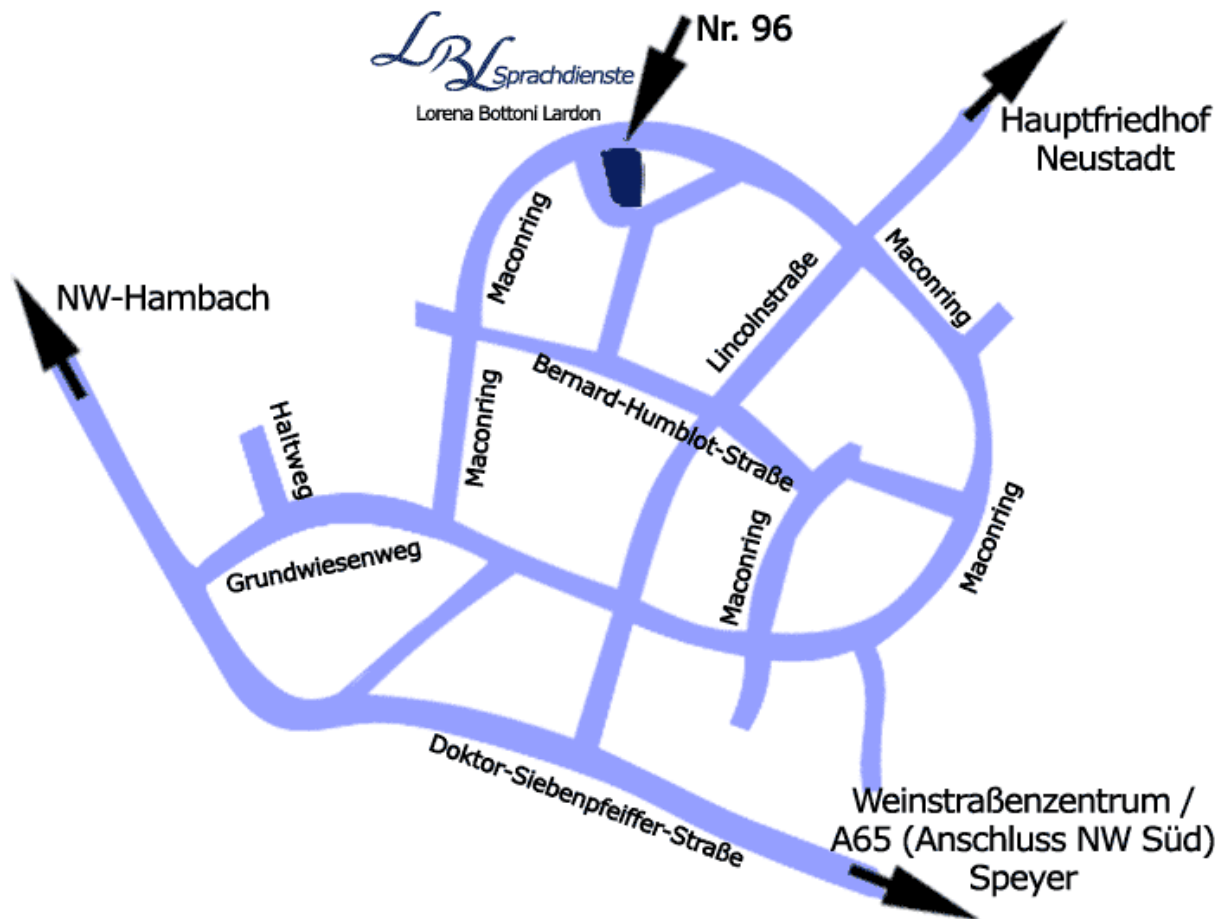 Nr. 96
LBL Sprachdienste
Lorena Bottoni Lardon
Hauptfriedhof
Neustadt
Maconring
Maconring
NW-Hambach
Lincolnstraße
Bernard-Humblot-Straße
Maconring
Haltweg
Maconring
Maconring
Grundwiesenweg
Doktor-Siebenpfeiffer-Straße
Weinstraßenzentrum /
A65 (Anschluss NW Süd)
Speyer